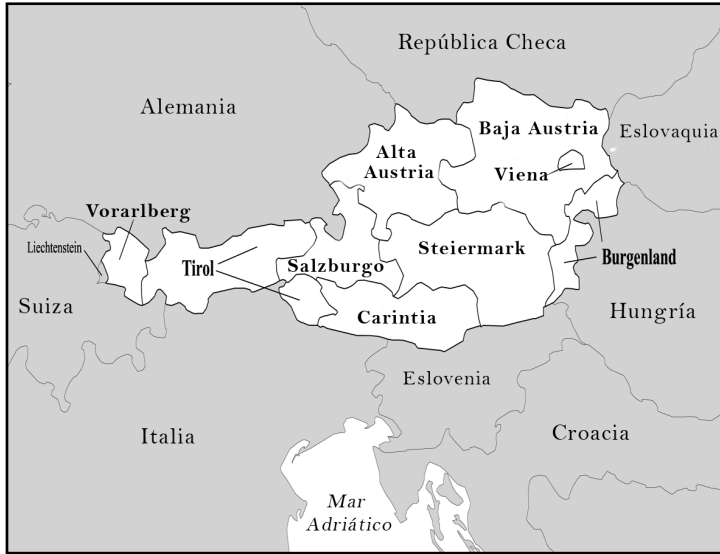 República Checa
Alemania
Baja Austria
Eslovaquia
Alta
Austria
Viena
Vorarlberg
Liechtenstein
Tirol
Salzburgo
Steiermark
Burgenland
Suiza
Carintia
Hungría
Eslovenia
Italia
Croacia
Mar
Adriático